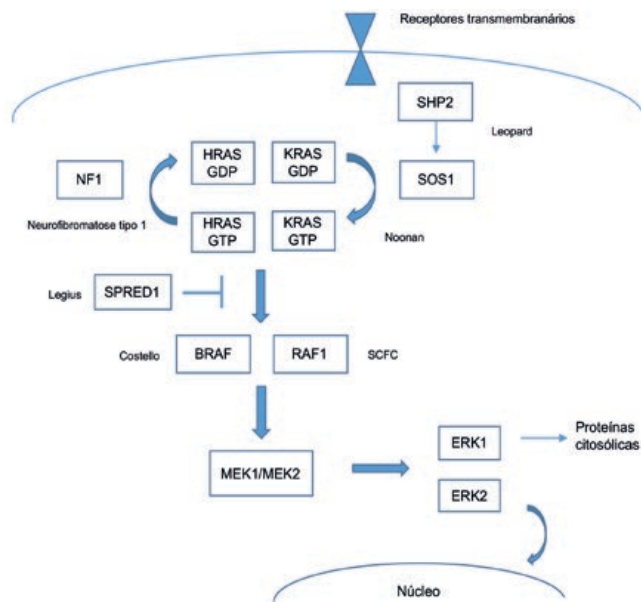 Receptores transmembranários
SHP2
Leopard
HRAS
GDP
KRAS
GDP
NF1
SOS1
Neurofibromatose tipo 1
HRAS
GTP
KRAS
GTP
Noonan
Legius
SPRED1
Costello
BRAF
RAF1
SCFC
MEK1/MEK2
ERK1
Proteínas
citosólicas
ERK2
Núcleo